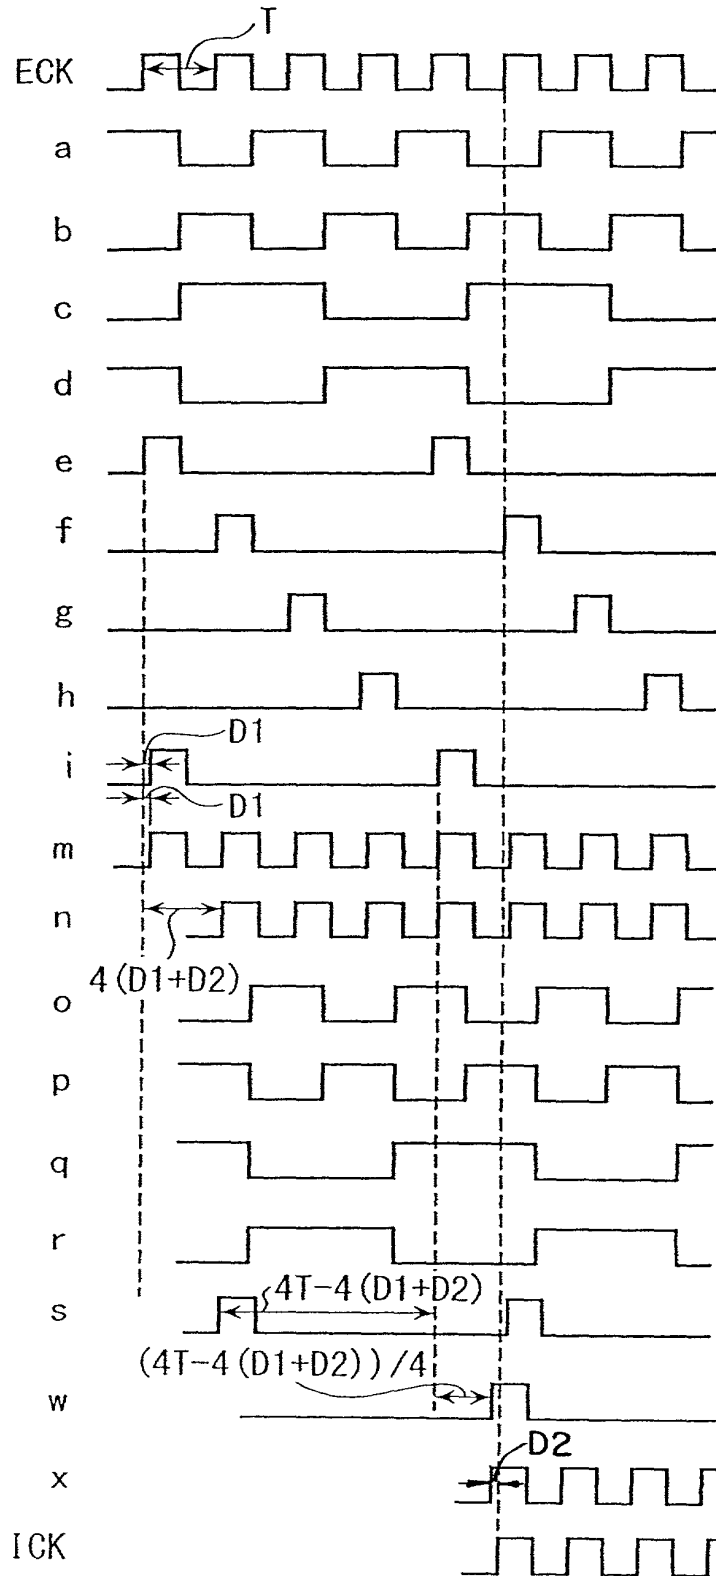 T
ECK
a
b
c
d
e
f
g
h
D1
i
D1
m
n
4(D1+D2)
o
p
q
r
4T-4(D1+D2)
s
(4T-4(D1+D2))/4
w
D2
x
ICK